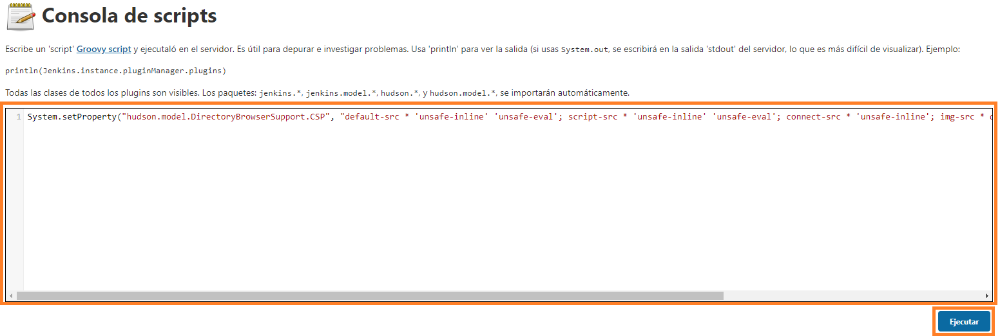 Consola de scripts
Escribe un 'script' Groovy script y ejecutaló en el servidor. Es útil para depurar e investigar problemas. Usa 'println' para ver la salida (si usas System.out, se escribirá en la salida 'stdout' del servidor, lo que es más difícil de visualizar). Ejemplo:
println(Jenkins.instance.pluginManager.plugins)
Todas las clases de todos los plugins son visibles. Los paquetes: jenkins.*, jenkins.model.*, hudson.*, y hudson.model.*, se importarán automáticamente.
1 System.setProperty("hudson.model.DirectoryBrowserSupport.CSP", "default-src * 'unsafe-inline' 'unsafe-eval'; script-src * 'unsafe-inline' 'unsafe-eval'; connect-src * 'unsafe-inline'; img-src *
Ejecutar